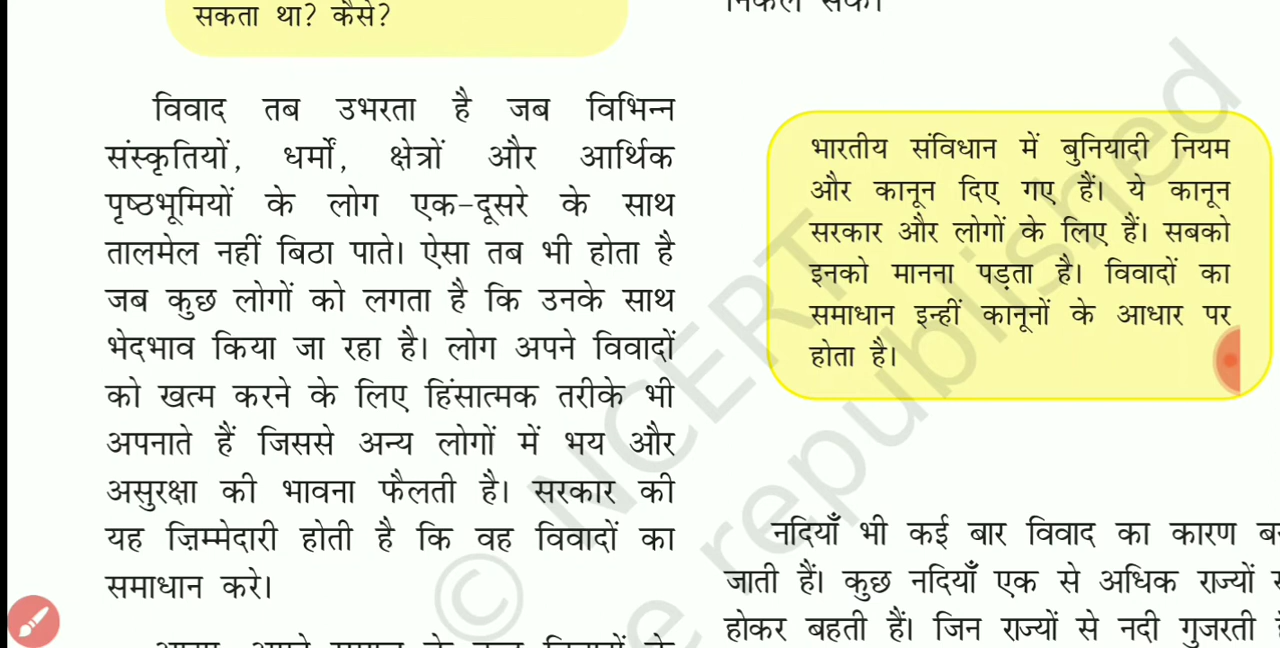 सकता था? कैसे?
विवाद तब उभरता है जब विभिन्न
संस्कृतियों, धर्मों, क्षेत्रों और आर्थिक
पृष्ठभूमियों के लोग एक-दूसरे के साथ
तालमेल नहीं बिठा पाते। ऐसा तब भी होता है
जब कुछ लोगों को लगता है कि उनके साथ
भेदभाव किया जा रहा है। लोग अपने विवादों
को खत्म करने के लिए हिंसात्मक तरीके भी
अपनाते हैं जिससे अन्य लोगों में भय और
असुरक्षा की भावना फैलती है। सरकार की
यह ज़िम्मेदारी होती है कि वह विवादों का
समाधान करे।
भारतीय संविधान में बुनियादी नियम
और कानून दिए गए हैं। ये कानून
सरकार और लोगों के लिए हैं। सबको
इनको मानना पड़ता है। विवादों का
समाधान इन्हीं कानूनों के आधार पर
होता है।
नदियाँ भी कई बार विवाद का कारण
जाती हैं। कुछ नदियाँ एक से अधिक राज्यों
होकर बहती हैं। जिन राज्यों से नदी गुजरती
© NCERT
republished